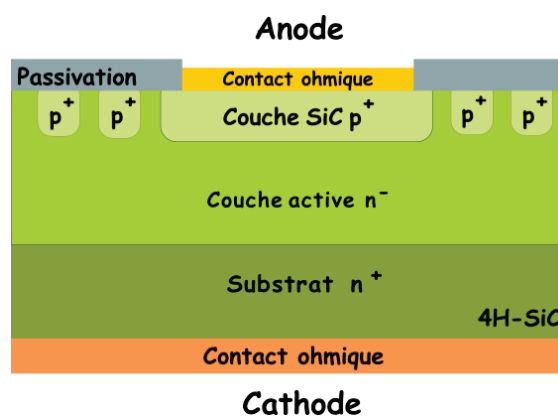 Anode
Passivation
Contact ohmique
p+ p+ Couche SiC p+ p+ p+
Couche active n-
Substrat n+
4H-SiC
Contact ohmique
Cathode